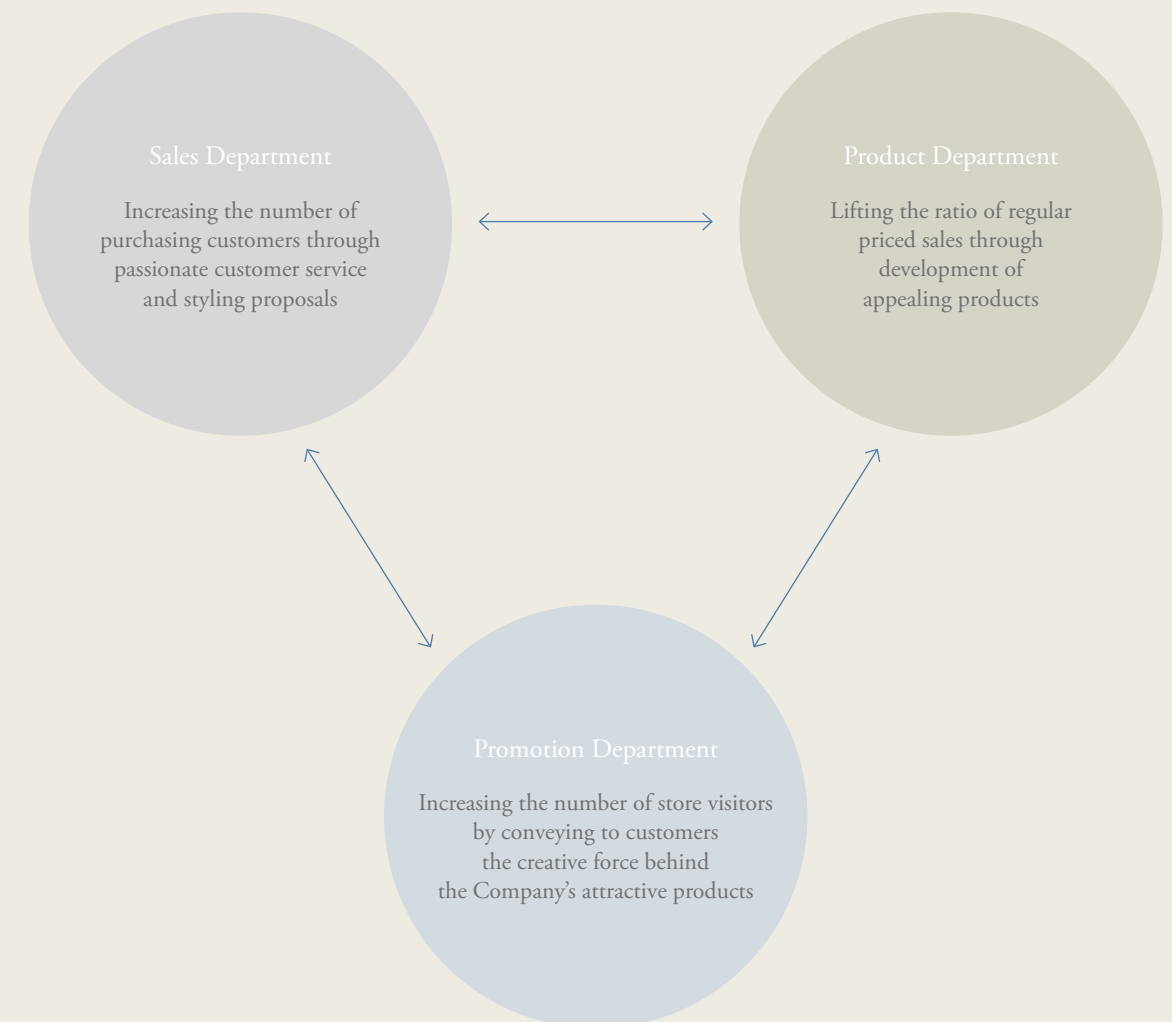 Sales Department
Increasing the number of
purchasing customers through
passionate customer service
and styling proposals
Product Department
Lifting the ratio of regular
priced sales through
development of
appealing products
Promotion Department
Increasing the number of store visitors
by conveying to customers
the creative force behind
the Company’s attractive products